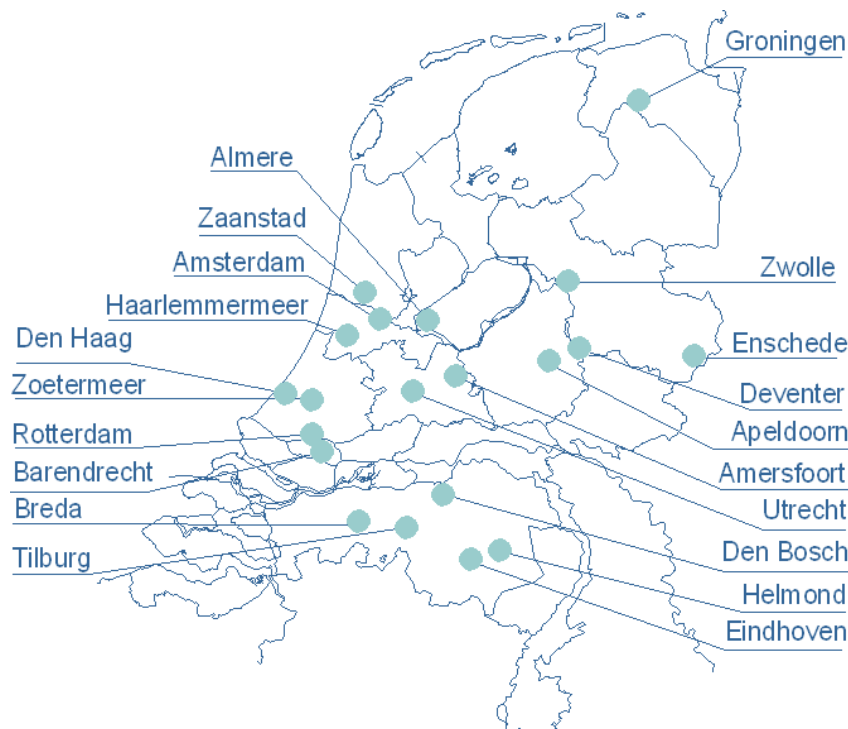 Groningen
Almere
Zaanstad
Amsterdam
Zwolle
Haarlemmermeer
Den Haag
Enschede
Zoetermeer
Deventer
Apeldoorn
Rotterdam
Barendrecht
Amersfoort
Breda
Utrecht
Tilburg
Den Bosch
Helmond
Eindhoven